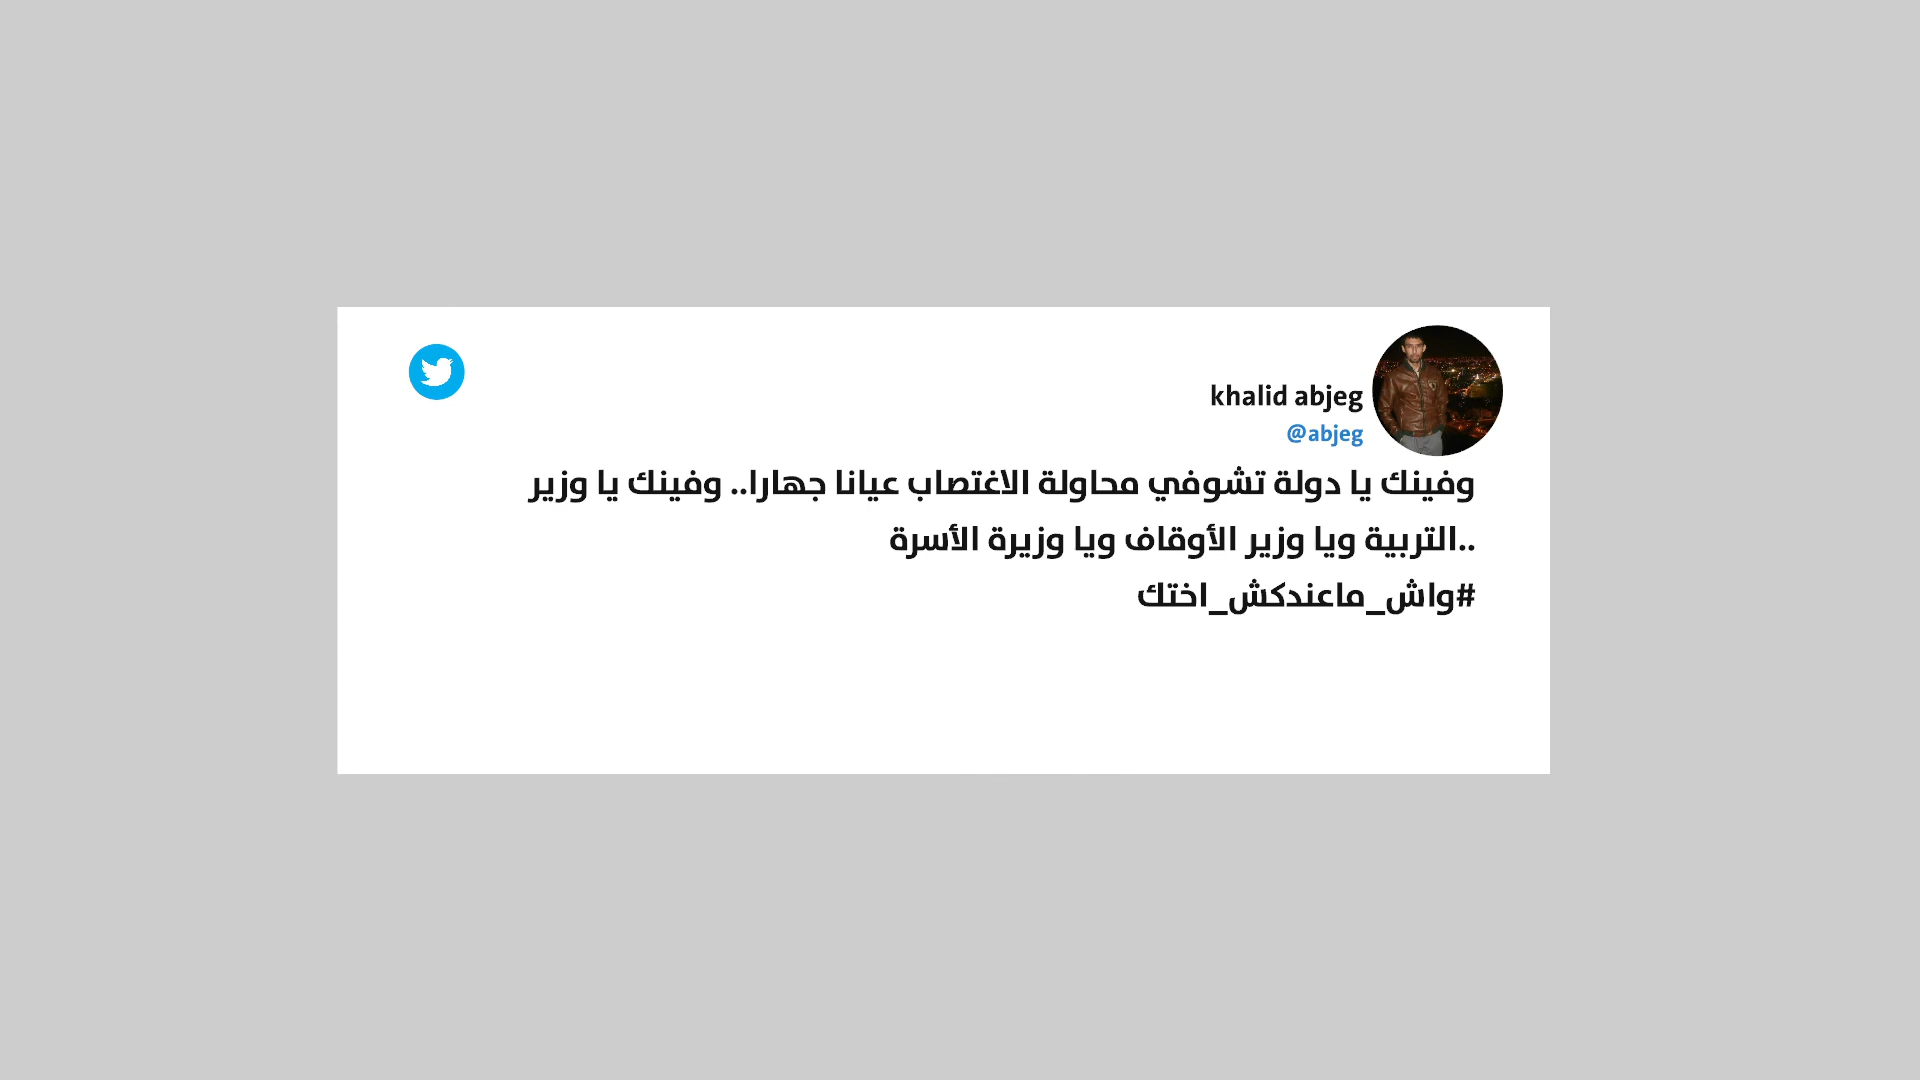 khalid abjeg
@abjeg
وفينك يا دولة تشوفي محاولة الاغتصاب عيانا جهارا.. وفينك يا وزير
..التربية ويا وزير الأوقاف ويا وزيرة الأسرة
#واش_ماعندكش_اختك